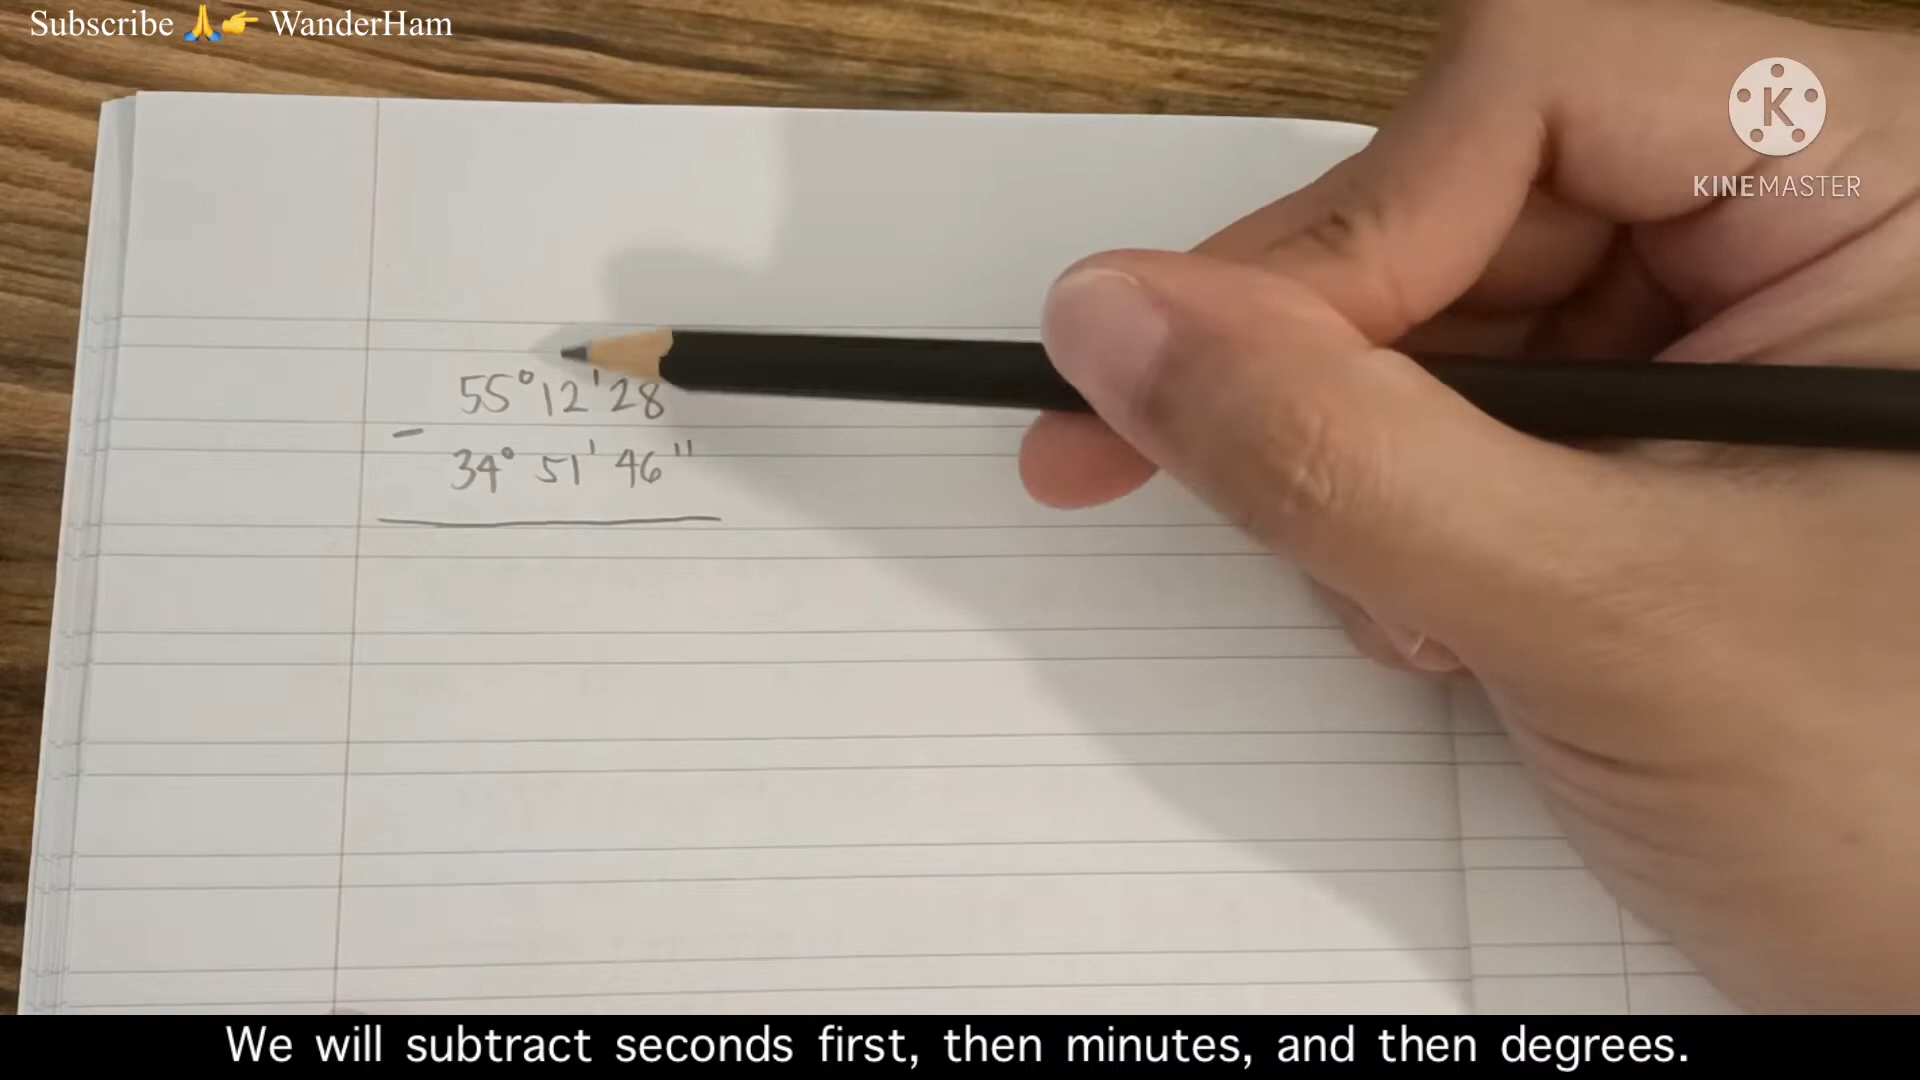 Subscribe 🙏👉 WanderHam
K
KINEMASTER
55°12'28
- 
34° 51' 46"
We will subtract seconds first, then minutes, and then degrees.